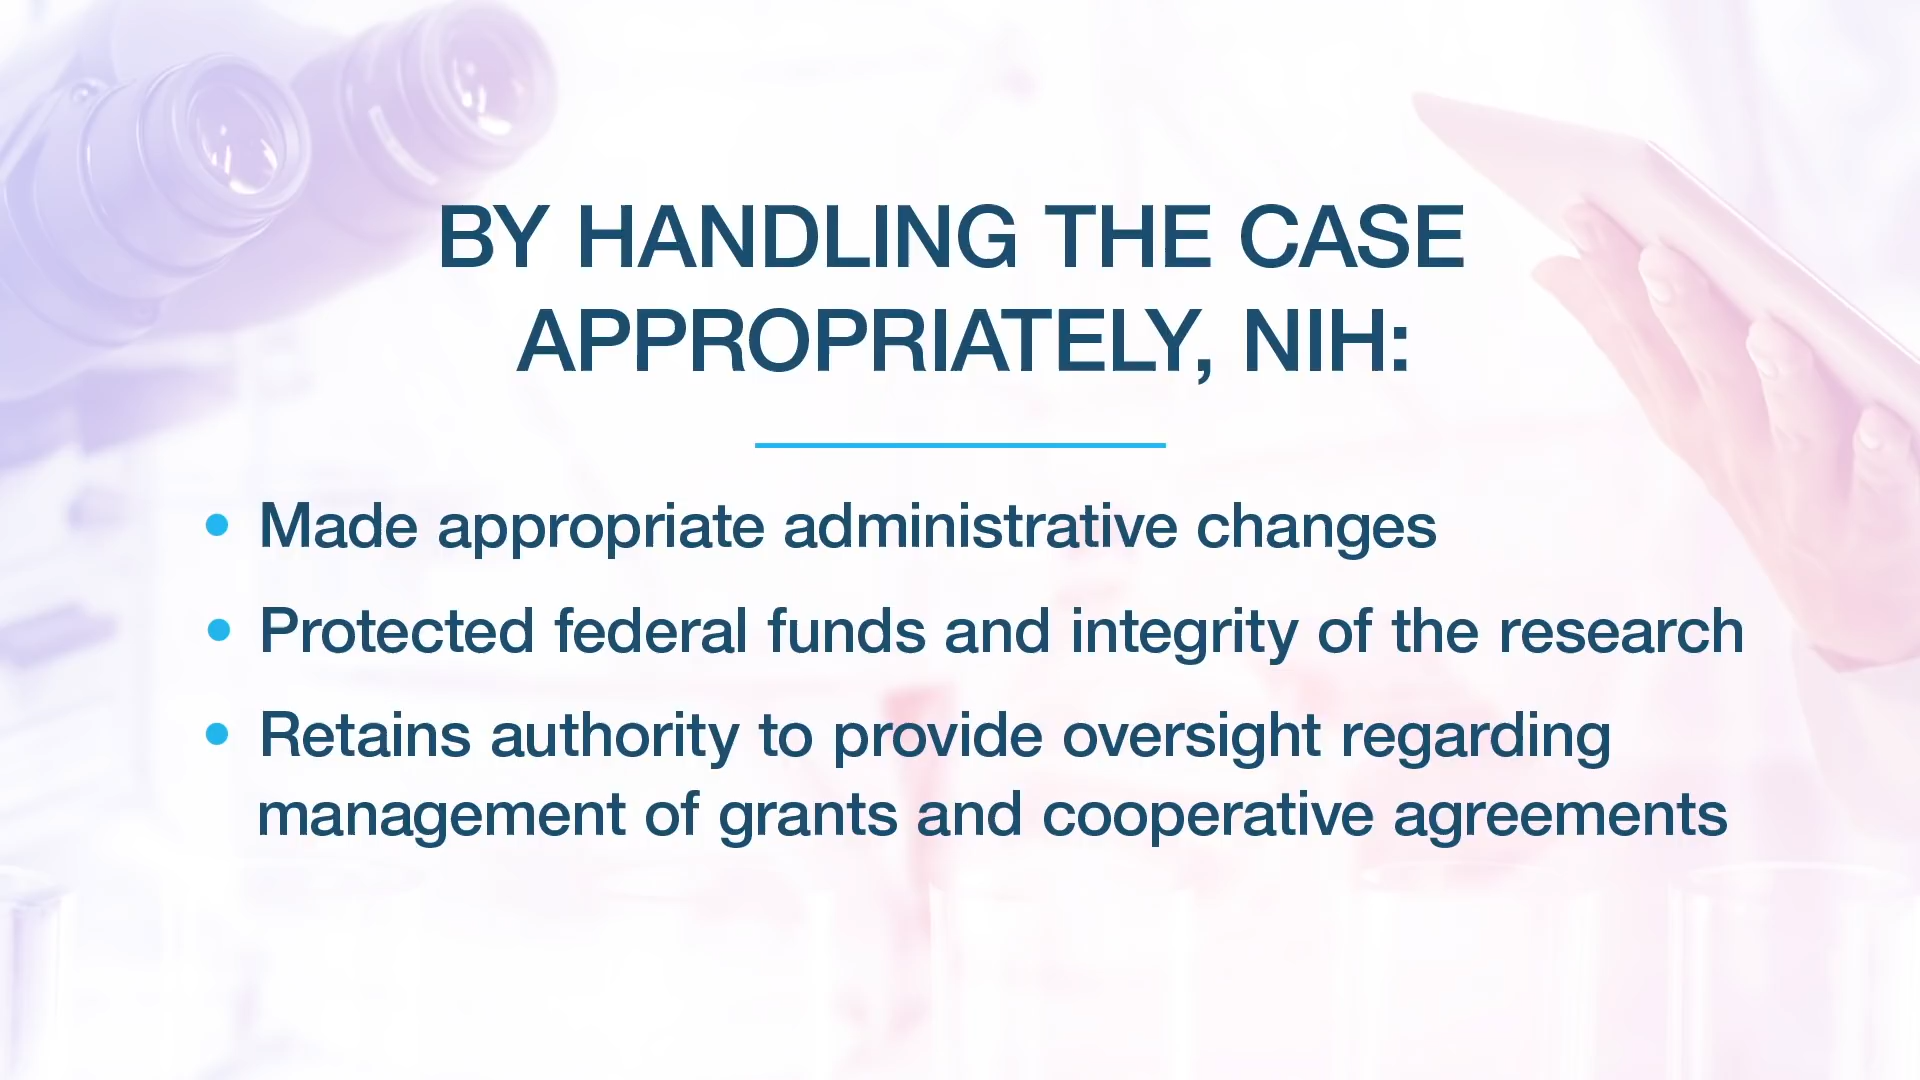 BY HANDLING THE CASE
APPROPRIATELY, NIH:
• Made appropriate administrative changes
• Protected federal funds and integrity of the research
• Retains authority to provide oversight regarding
management of grants and cooperative agreements